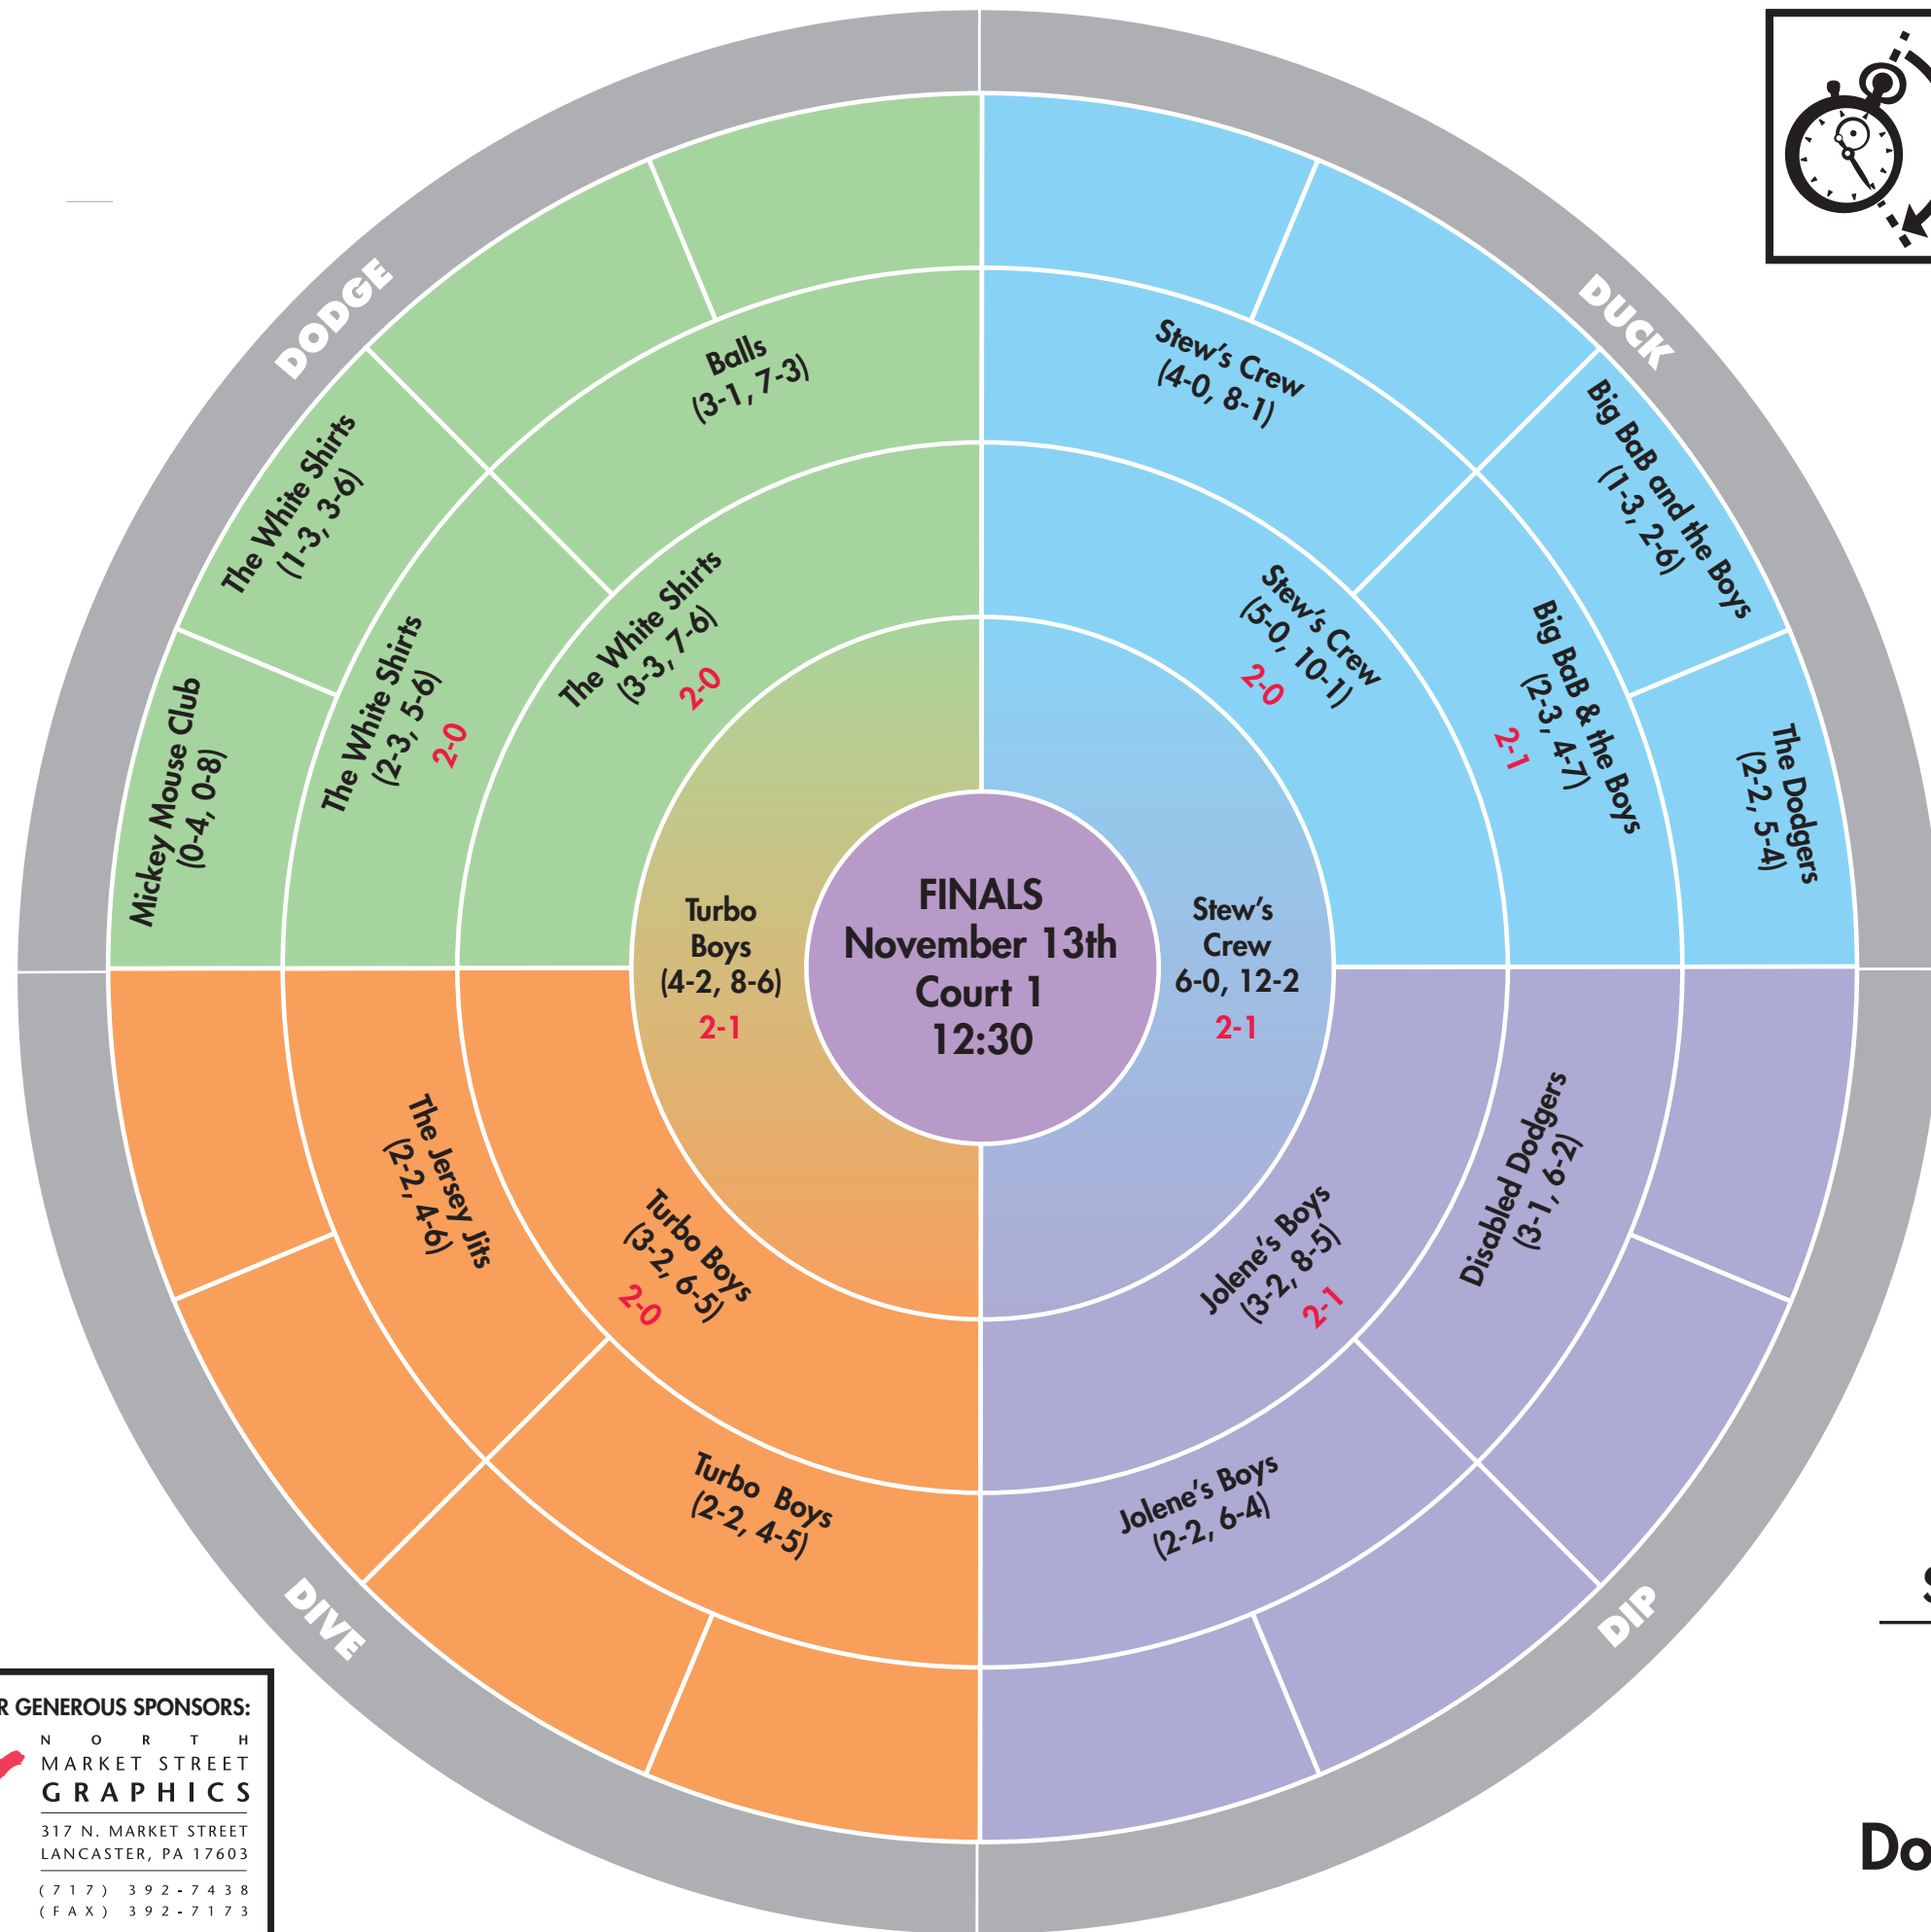 DODGE
DUCK
Balls
(3-1, 7-3)
Stew's Crew
(4-0, 8-1)
The White Shirts
(1-3, 3-6)
Big BaB and the Boys
(1-3, 2-6)
Mickey Mouse Club
(0-4, 0-8)
The White Shirts
(2-3, 5-6)
2-0
The White Shirts
(3-3, 7-6)
2-0
Stew's Crew
(5-0, 10-1)
2-0
Big BaB & the Boys
(2-3, 4-7)
2-1
The Dodgers
(2-2, 5-4)
Turbo
Boys
(4-2, 8-6)
2-1
FINALS
November 13th
Court 1
12:30
Stew's
Crew
6-0, 12-2
2-1
The Jersey Jits
(2-2, 4-6)
Turbo Boys
(3-2, 6-5)
2-0
Jolene's Boys
(3-2, 8-5)
2-1
Disabled Dodgers
(3-1, 6-2)
Turbo Boys
(2-2, 4-5)
Jolene's Boys
(2-2, 6-4)
DIVE
DIP
R GENEROUS SPONSORS:
NORTH
MARKET STREET
GRAPHICS
317 N. MARKET STREET
LANCASTER, PA 17603
(717) 392-7438
(FAX) 392-7173
Do